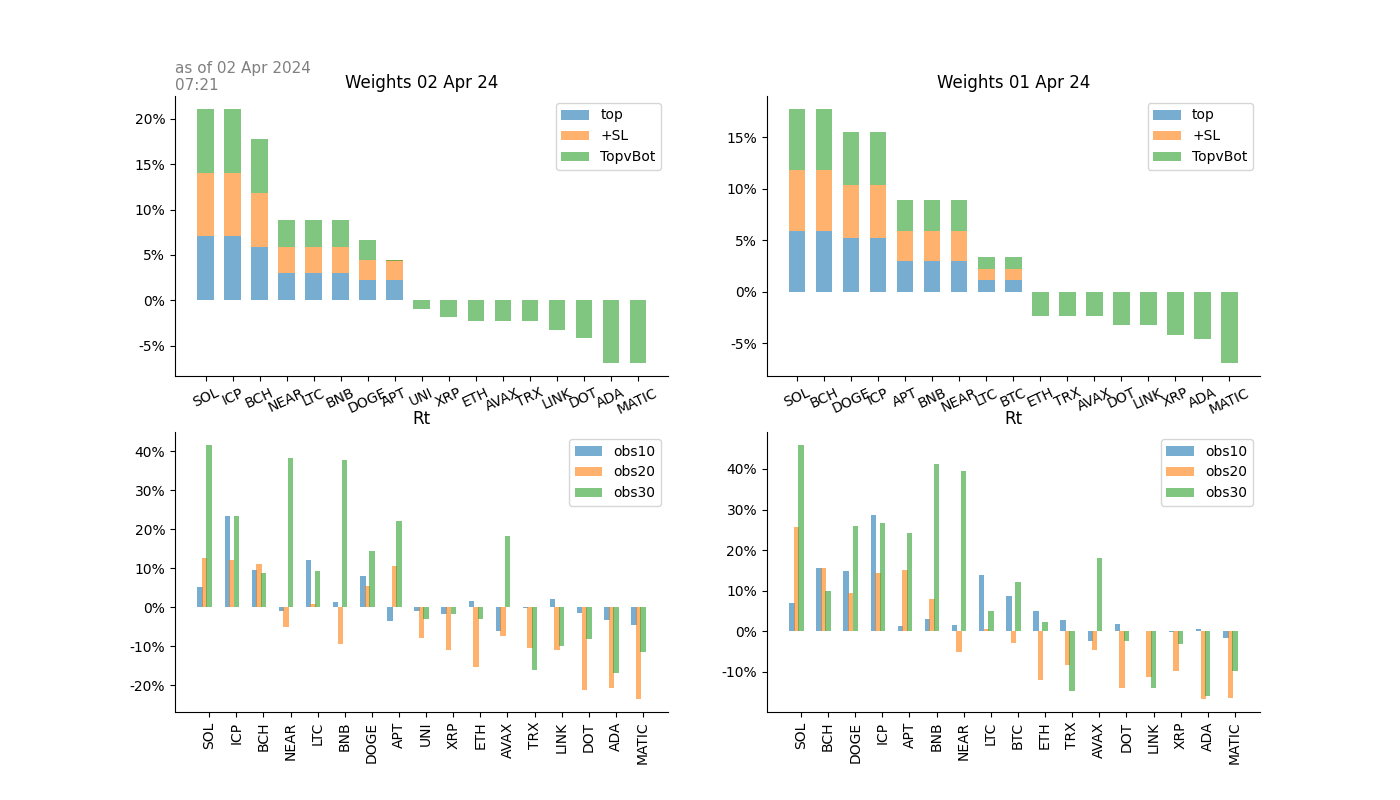 as of 02 Apr 2024
07:21
Weights 02 Apr 24
20%
15%
10%
5%
0%
-5%
top
+SL
TopvBot
SOL ICP BCH NEAR LTC BNB DOGE APT UNI XRP ETH AVAX TRX LINK DOT ADA MATIC
Weights 01 Apr 24
15%
10%
5%
0%
-5%
top
+SL
TopvBot
SOL BCH DOGE ICP APT BNB NEAR LTC BTC ETH TRX AVAX DOT LINK XRP ADA MATIC
Rt
40%
30%
20%
10%
0%
-10%
-20%
obs10
obs20
obs30
SOL ICP BCH NEAR LTC BNB DOGE APT UNI XRP ETH AVAX TRX LINK DOT ADA MATIC
Rt
40%
30%
20%
10%
0%
-10%
obs10
obs20
obs30
SOL BCH DOGE ICP APT BNB NEAR LTC BTC ETH TRX AVAX DOT LINK XRP ADA MATIC